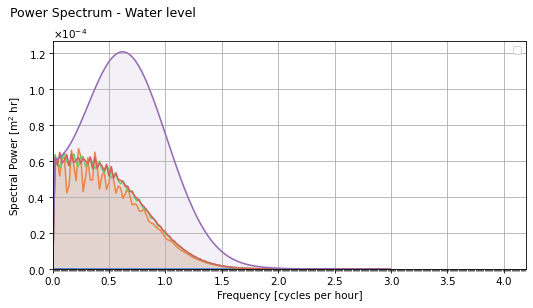 Power Spectrum - Water level
×10⁻⁴
1.2
1.0
0.8
0.6
0.4
0.2
0.0
Spectral Power [m² hr]
0.0 0.5 1.0 1.5 2.0 2.5 3.0 3.5 4.0
Frequency [cycles per hour]